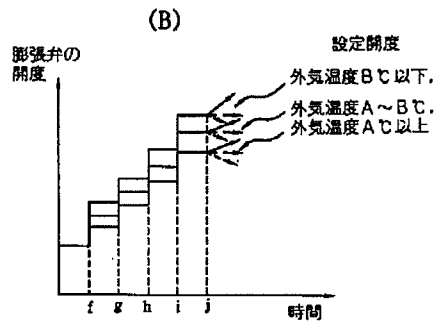 (B)
膨張弁の
開度
設定開度
外気温度B℃以下,
外気温度A～B℃,
外気温度A℃以上
f g h i j
時間